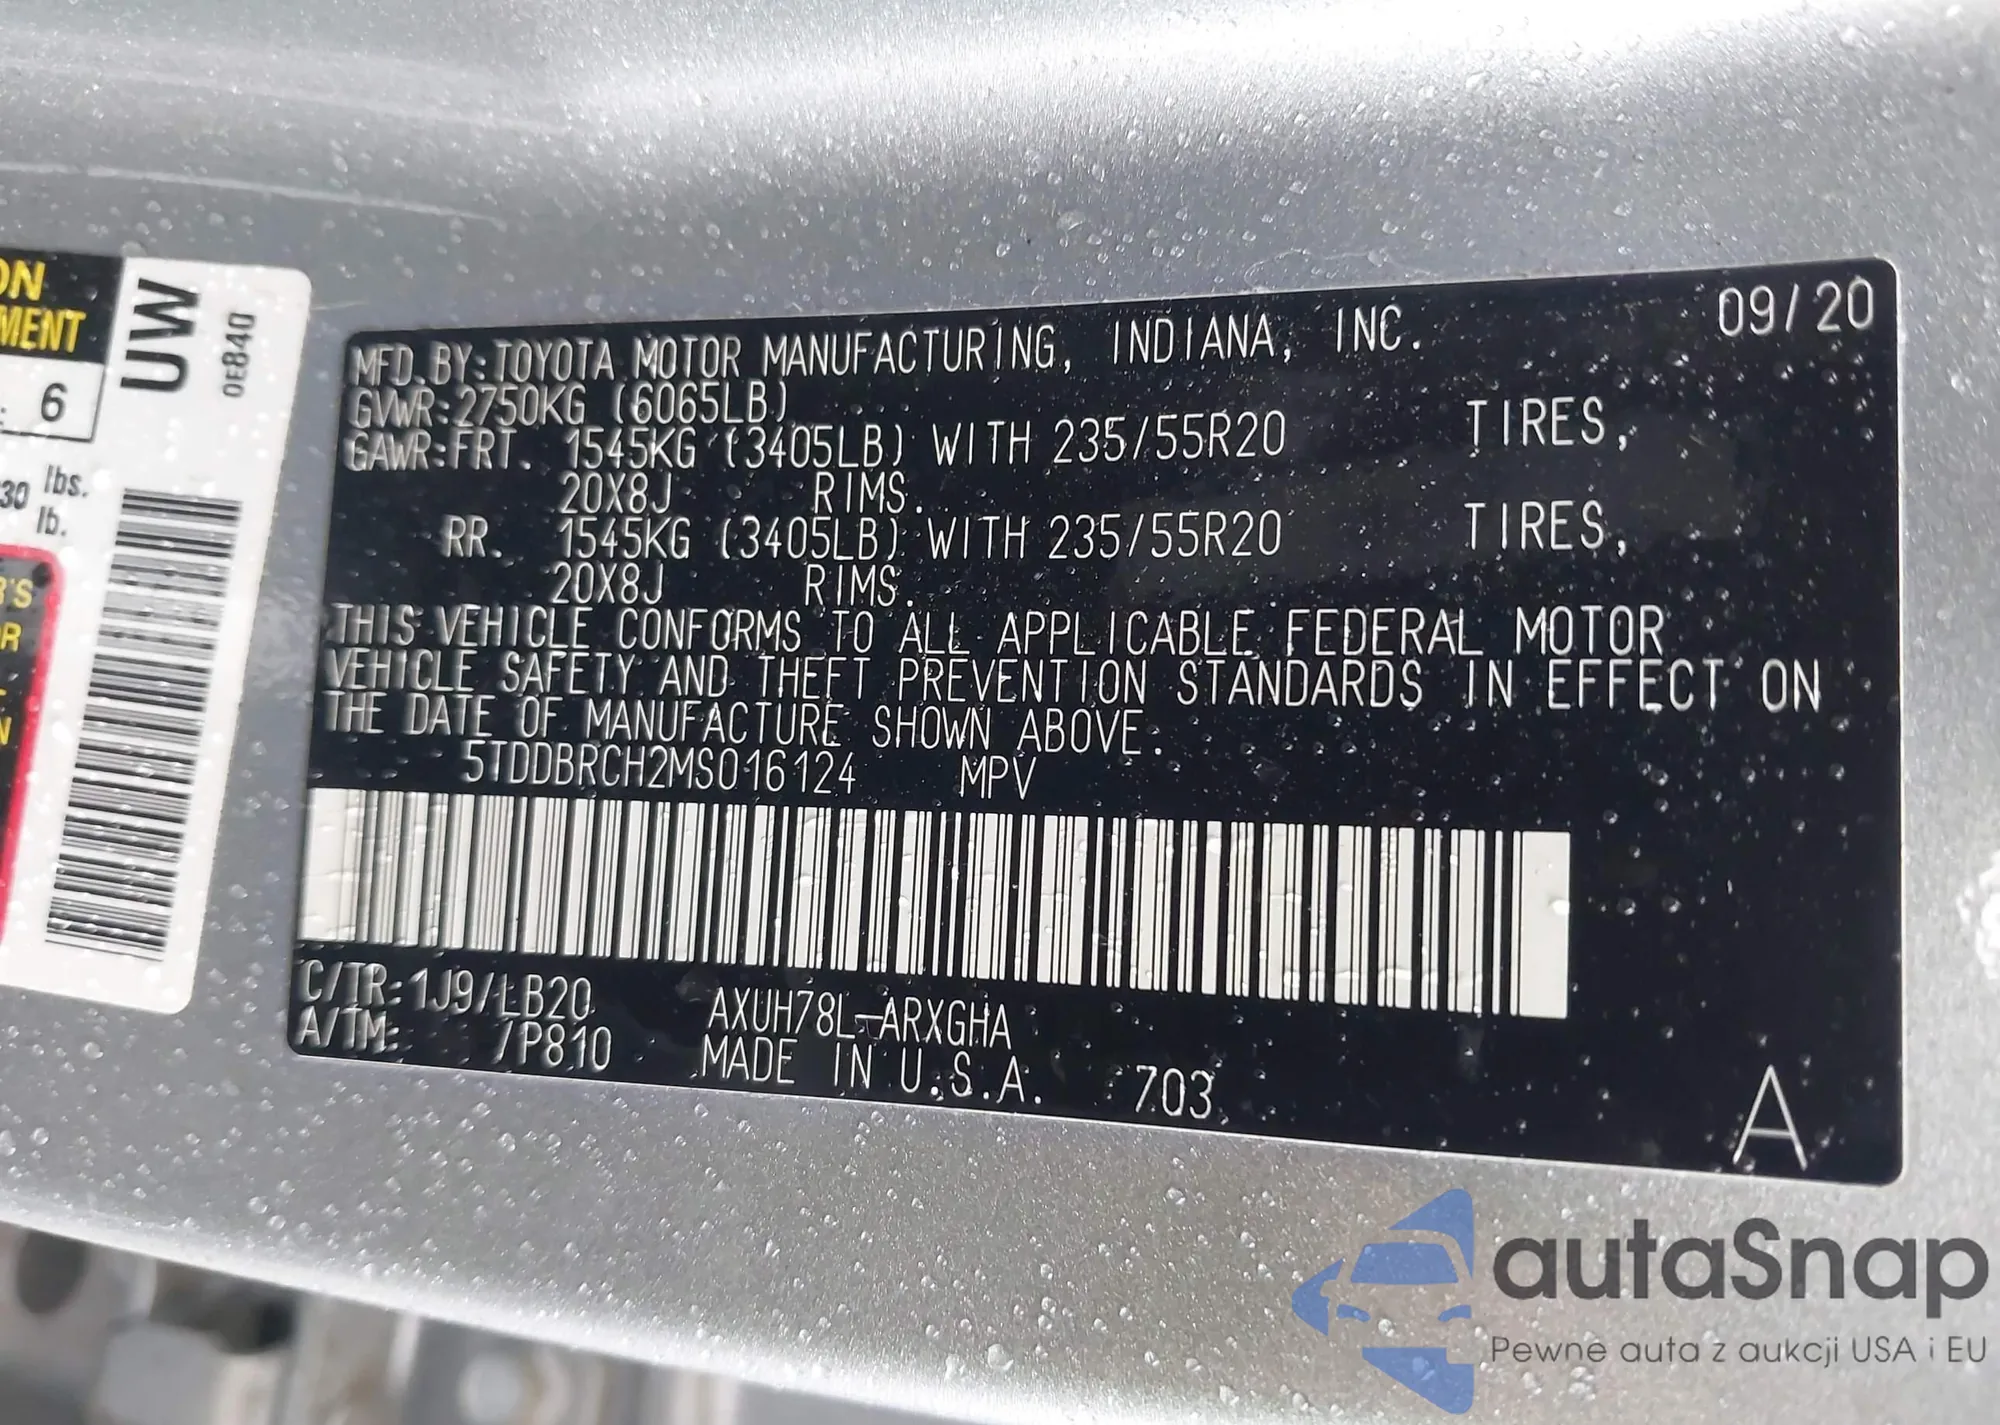 ON
MENT
6
UW
0EB40
30 lbs.
lb.
R'S
OR
N
09/20
MFD. BY: TOYOTA MOTOR MANUFACTURING, INDIANA, INC.
GVWR: 2750KG (6065LB)
GAWR: FRT. 1545KG (3405LB) WITH 235/55R20 TIRES,
20X8J RIMS.
RR. 1545KG (3405LB) WITH 235/55R20 TIRES,
20X8J RIMS.
THIS VEHICLE CONFORMS TO ALL APPLICABLE FEDERAL MOTOR
VEHICLE SAFETY AND THEFT PREVENTION STANDARDS IN EFFECT ON
THE DATE OF MANUFACTURE SHOWN ABOVE.
5TDDBRCH2MS016124 MPV
C/TR: 1J9/LB20 AXUH78L-ARXGHA
A/TM: /P810 MADE IN U.S.A. 703
A
autaSnap
Pewne auta z aukcji USA i EU